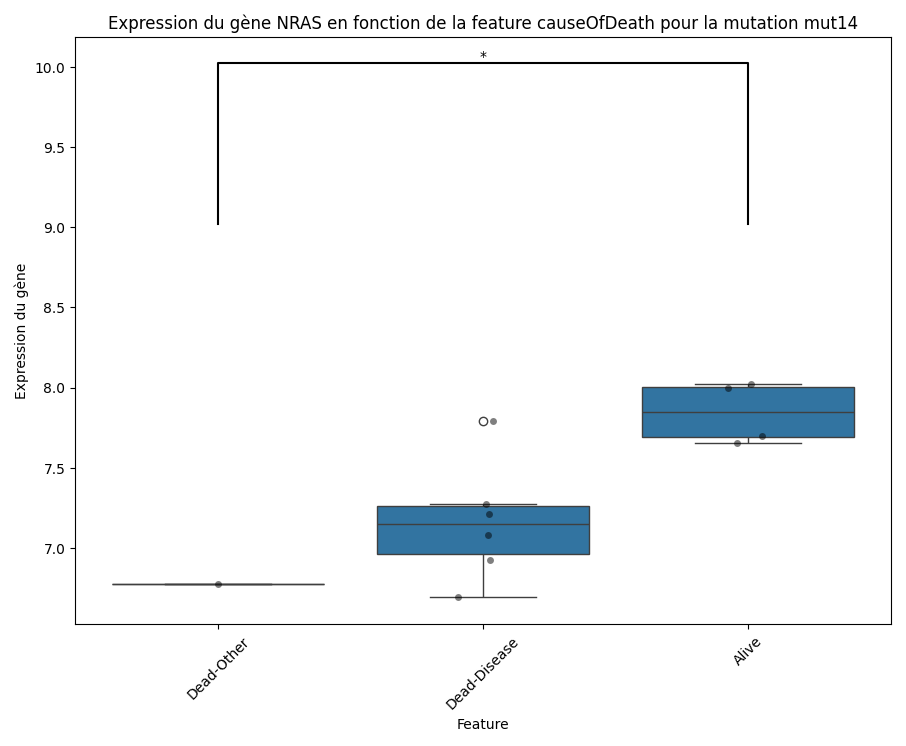 Expression du gène NRAS en fonction de la feature causeOfDeath pour la mutation mut14
*
10.0
9.5
9.0
8.5
8.0
7.5
7.0
Expression du gène
Dead-Other
Dead-Disease
Alive
Feature